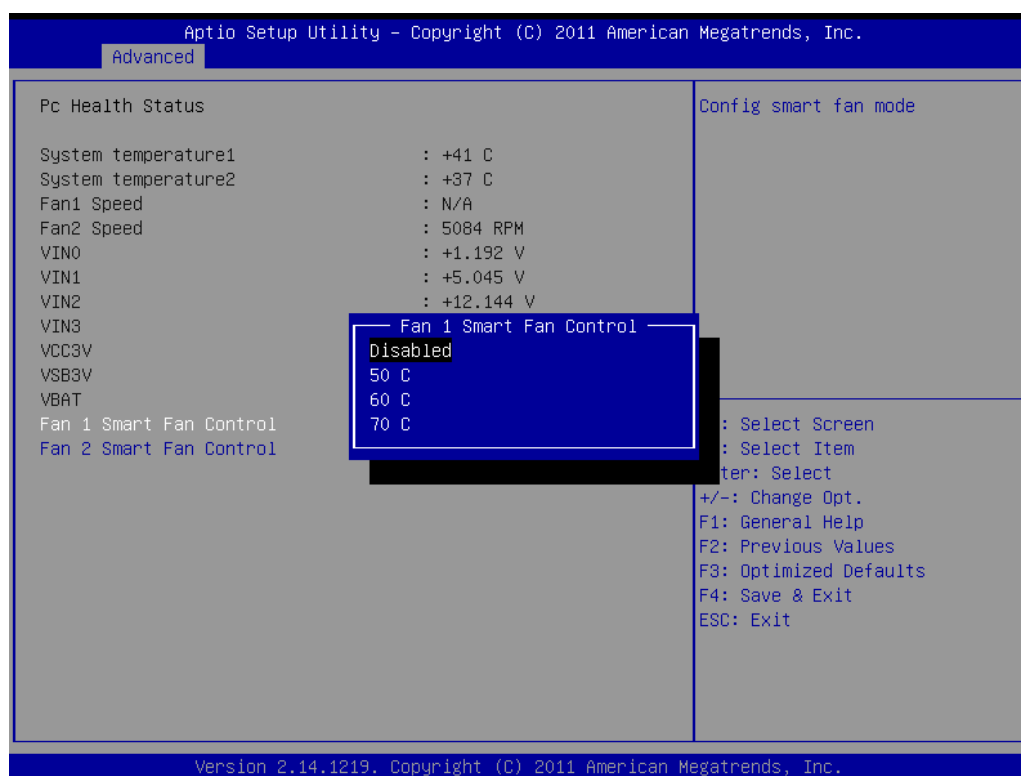 Aptio Setup Utility – Copyright (C) 2011 American Megatrends, Inc.
Advanced
Pc Health Status
Config smart fan mode
System temperature1 : +41 C
System temperature2 : +37 C
Fan1 Speed : N/A
Fan2 Speed : 5084 RPM
VIN0 : +1.192 V
VIN1 : +5.045 V
VIN2 : +12.144 V
VIN3
VCC3V
VSB3V
VBAT
Fan 1 Smart Fan Control
Fan 2 Smart Fan Control
Fan 1 Smart Fan Control
Disabled
50 C
60 C
70 C
: Select Screen
: Select Item
ter: Select
+/-: Change Opt.
F1: General Help
F2: Previous Values
F3: Optimized Defaults
F4: Save & Exit
ESC: Exit
Version 2.14.1219. Copyright (C) 2011 American Megatrends, Inc.